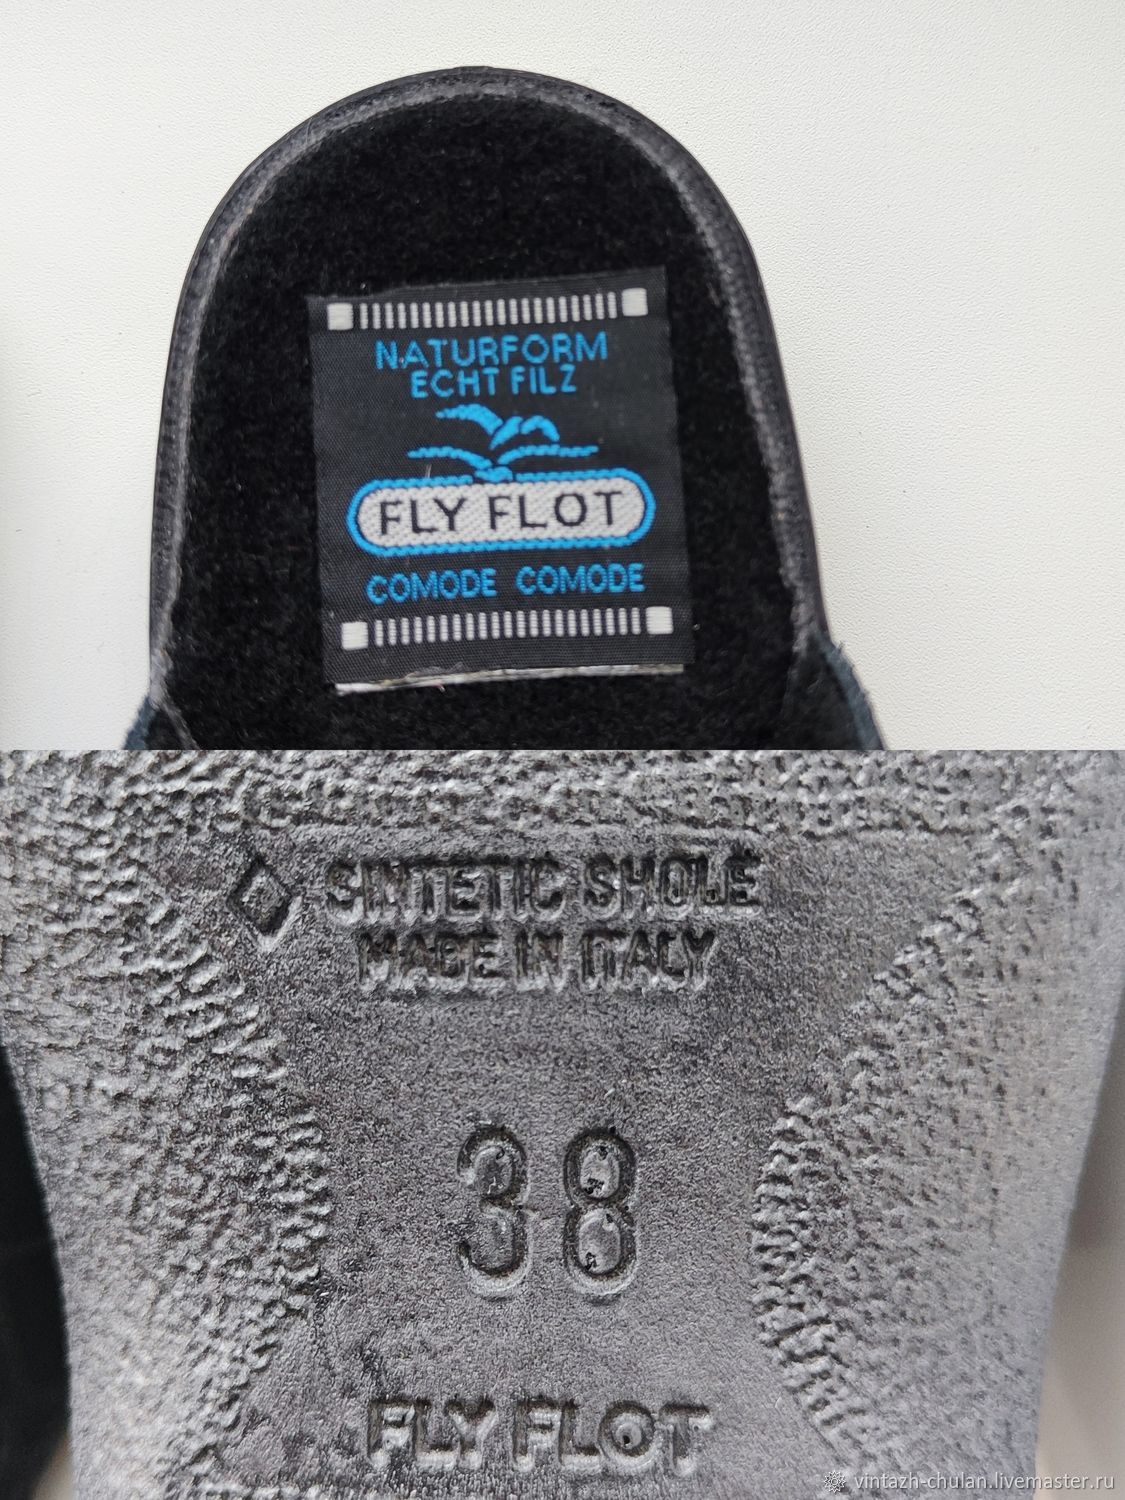 NATURFORM
ECHT FILZ
FLY FLOT
COMODE COMODE
SINTETIC SHOLE
MADE IN ITALY
38
FLY FLOT
vintazh-chulan.livemaster.ru